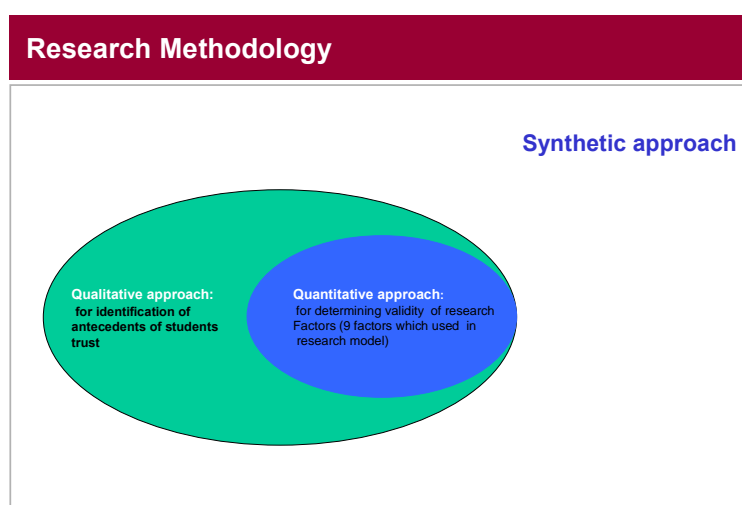 Research Methodology
Synthetic approach
Qualitative approach:
for identification of
antecedents of students
trust
Quantitative approach:
for determining validity of research
Factors (9 factors which used in
research model)